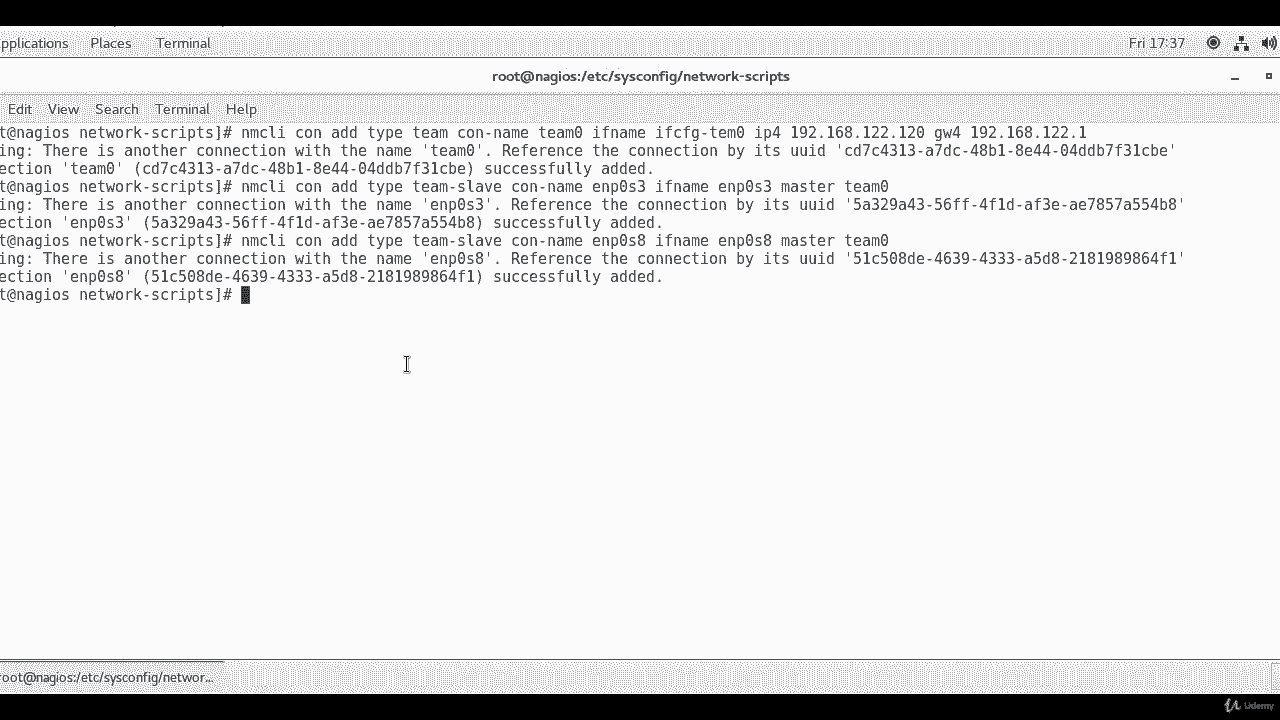 pplications Places Terminal Fri 17:37
root@nagios:/etc/sysconfig/network-scripts
Edit View Search Terminal Help
t@nagios network-scripts]# nmcli con add type team con-name team0 ifname ifcfg-tem0 ip4 192.168.122.120 gw4 192.168.122.1
ing: There is another connection with the name 'team0'. Reference the connection by its uuid 'cd7c4313-a7dc-48b1-8e44-04ddb7f31cbe'
ection 'team0' (cd7c4313-a7dc-48b1-8e44-04ddb7f31cbe) successfully added.
t@nagios network-scripts]# nmcli con add type team-slave con-name enp0s3 ifname enp0s3 master team0
ing: There is another connection with the name 'enp0s3'. Reference the connection by its uuid '5a329a43-56ff-4f1d-af3e-ae7857a554b8'
ection 'enp0s3' (5a329a43-56ff-4f1d-af3e-ae7857a554b8) successfully added.
t@nagios network-scripts]# nmcli con add type team-slave con-name enp0s8 ifname enp0s8 master team0
ing: There is another connection with the name 'enp0s8'. Reference the connection by its uuid '51c508de-4639-4333-a5d8-2181989864f1'
ection 'enp0s8' (51c508de-4639-4333-a5d8-2181989864f1) successfully added.
t@nagios network-scripts]#
root@nagios:/etc/sysconfig/networ...
Udemy